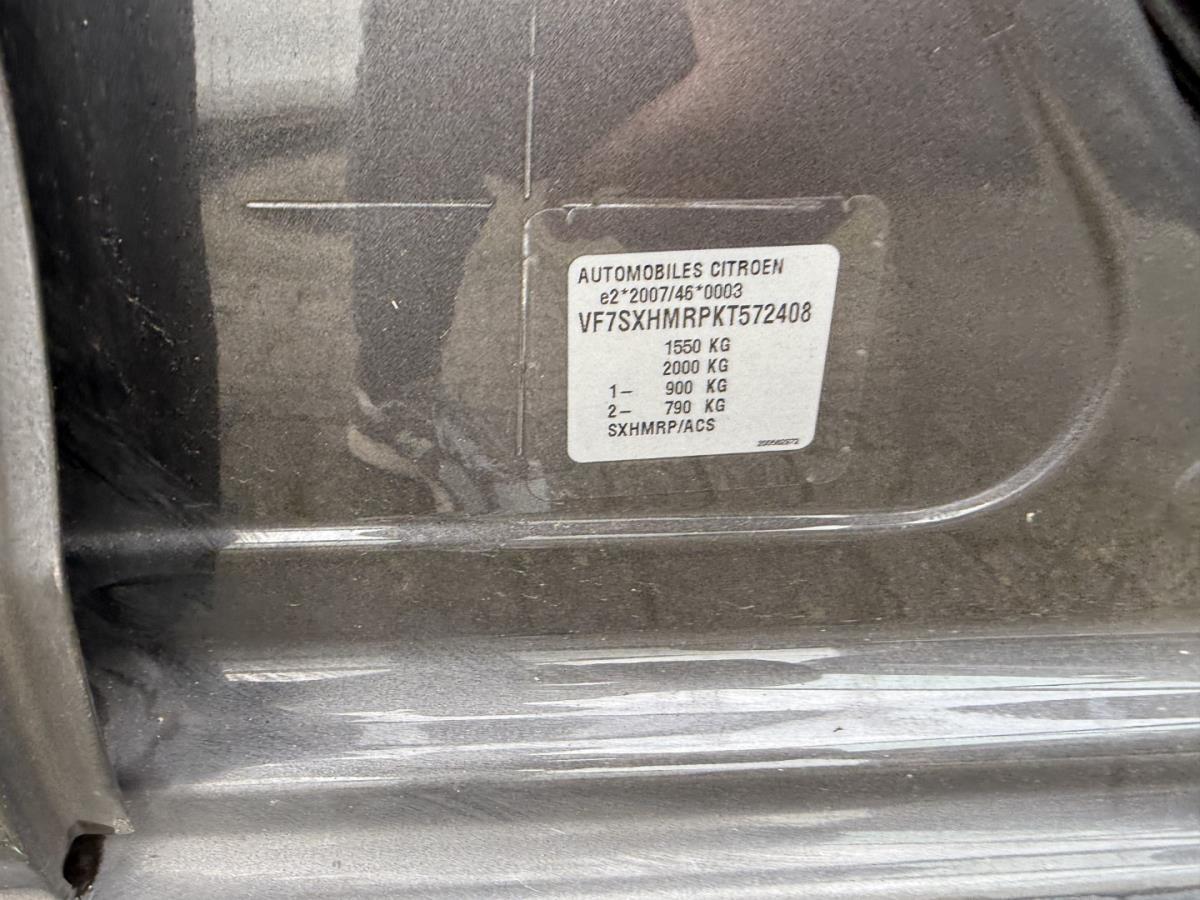 AUTOMOBILES CITROEN
e2*2007/46*0003
VF7SXHMRPKT572408
1550 KG
2000 KG
1– 900 KG
2– 790 KG
SXHMRP/ACS